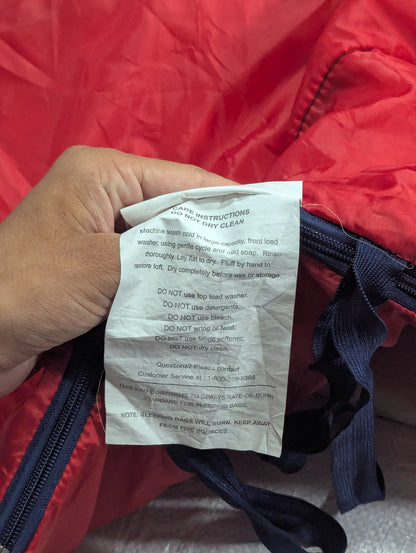 CARE INSTRUCTIONS
DO NOT DRY CLEAN
Machine wash cold in large capacity, front load
washer, using gentle cycle and mild soap. Rinse
thoroughly. Lay flat to dry. Fluff by hand to
restore loft. Dry completely before use or storage.
DO NOT use top load washer.
DO NOT use detergents.
DO NOT use bleach.
DO NOT wring or twist.
DO NOT use fabric softener.
DO NOT dry clean.
Questions? Please contact
Customer Service at
THIS BAG CONFORMS TO CPAI-75 RATE-OF-BURN
STANDARD FOR SLEEPING BAGS.
NOTE: SLEEPING BAGS WILL BURN. KEEP AWAY
FROM FIRE SOURCES.